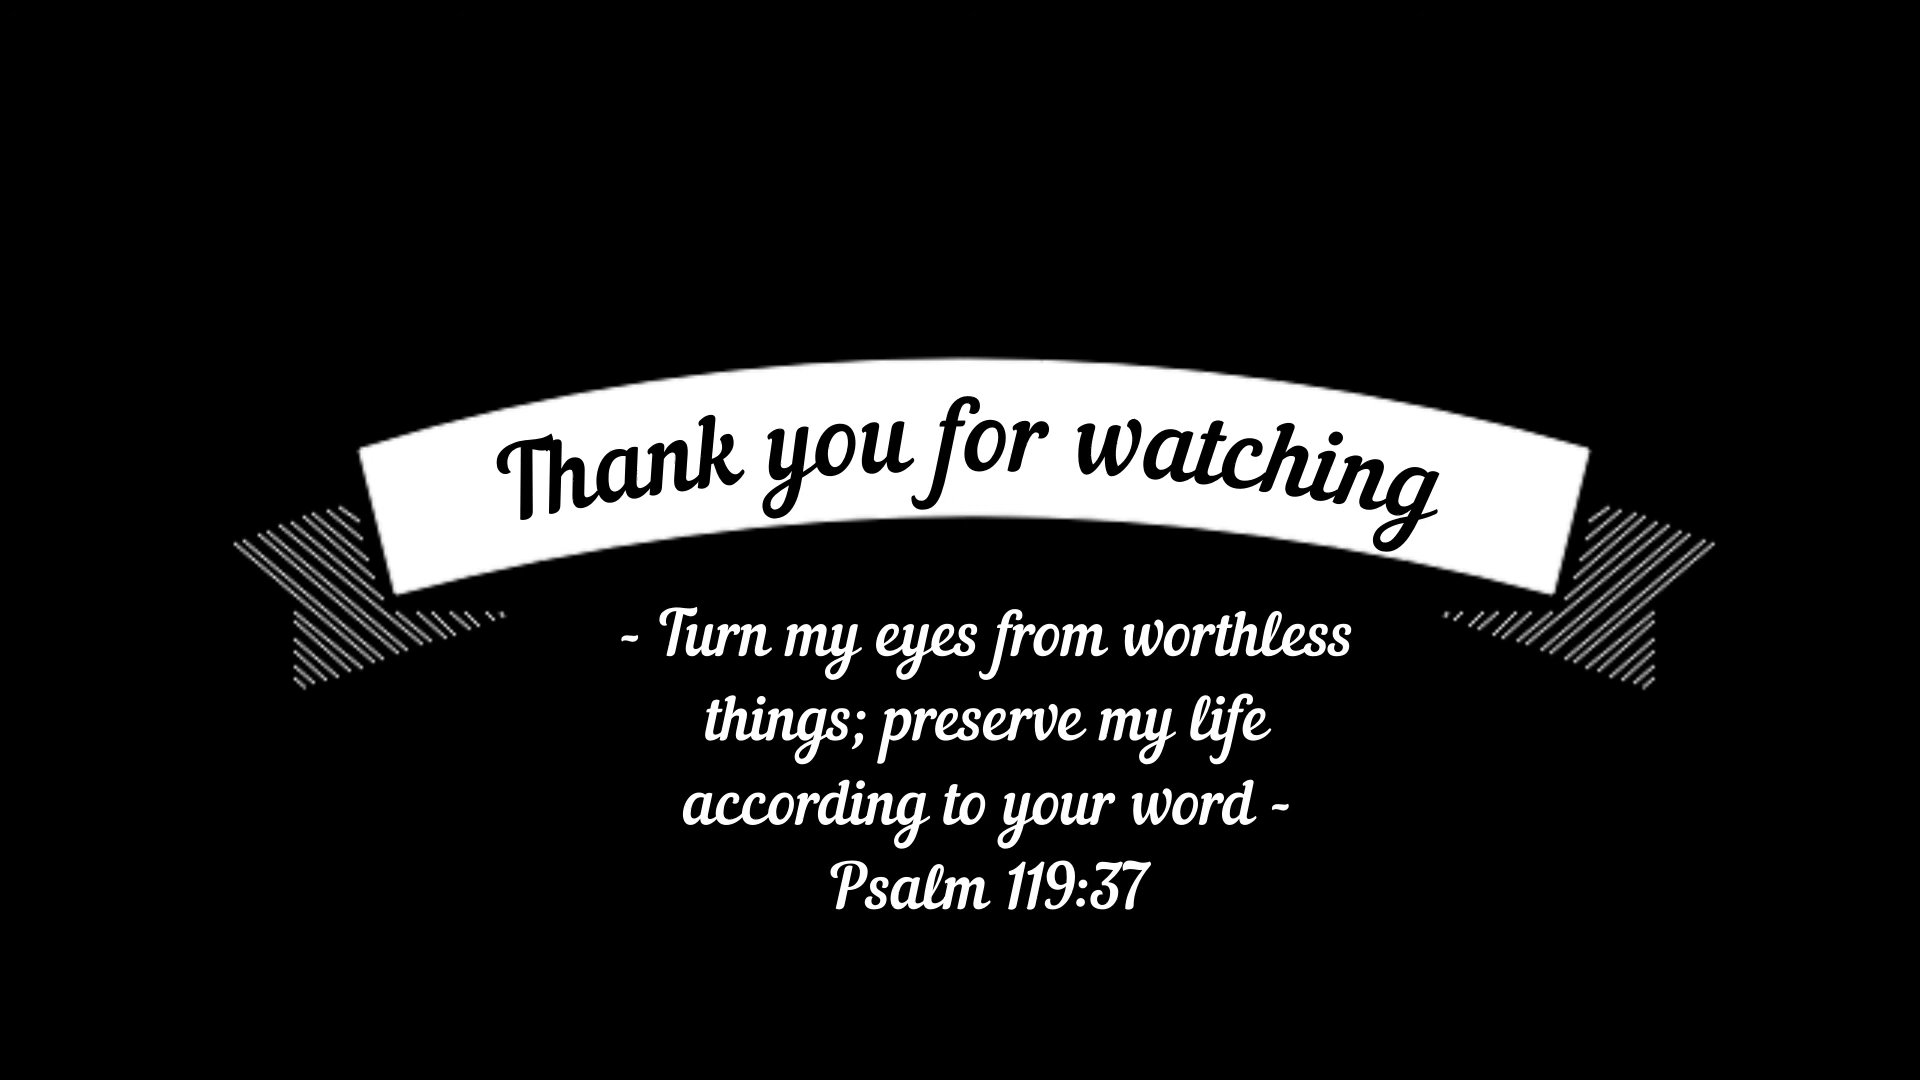 Thank you for watching
~ Turn my eyes from worthless
things; preserve my life
according to your word ~
Psalm 119:37